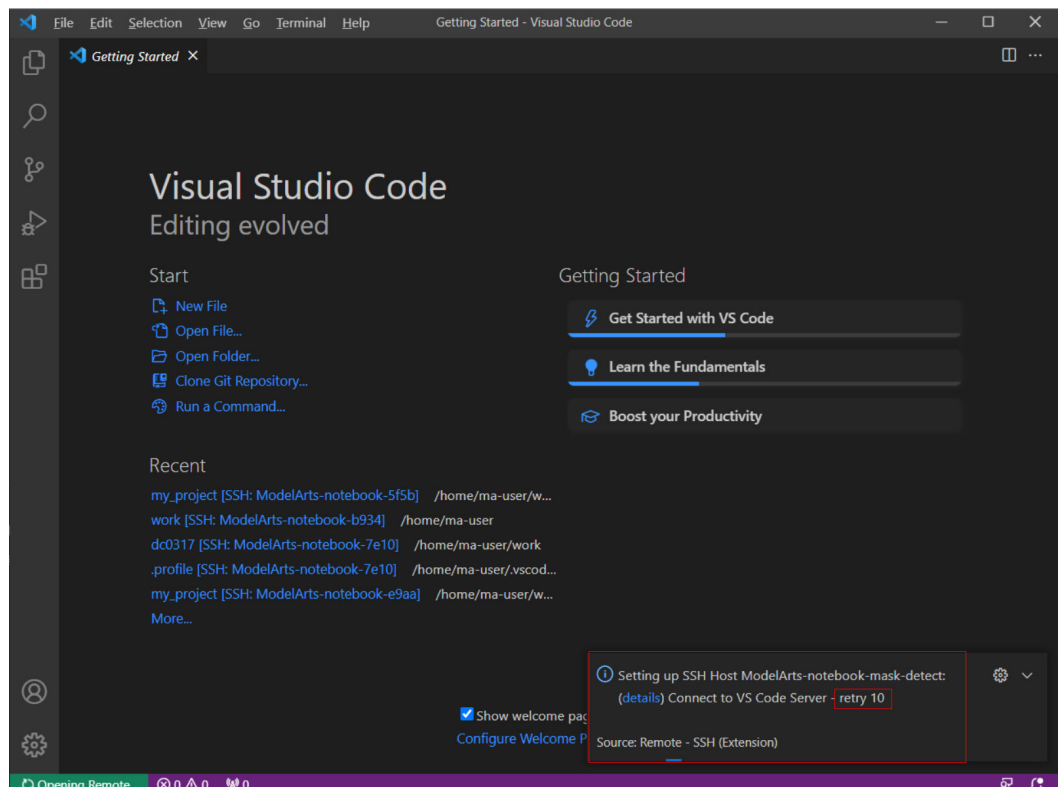 File Edit Selection View Go Terminal Help Getting Started - Visual Studio Code
Getting Started
Visual Studio Code
Editing evolved
Start
New File
Open File...
Open Folder...
Clone Git Repository...
Run a Command...
Getting Started
Get Started with VS Code
Learn the Fundamentals
Boost your Productivity
Recent
my_project [SSH: ModelArts-notebook-5f5b] /home/ma-user/w...
work [SSH: ModelArts-notebook-b934] /home/ma-user
dc0317 [SSH: ModelArts-notebook-7e10] /home/ma-user/work
.profile [SSH: ModelArts-notebook-7e10] /home/ma-user/.vscod...
my_project [SSH: ModelArts-notebook-e9aa] /home/ma-user/w...
More...
Show welcome pag
Configure Welcome P
Setting up SSH Host ModelArts-notebook-mask-detect:
(details) Connect to VS Code Server - retry 10
Source: Remote - SSH (Extension)
Opening Remote... 0 0 0